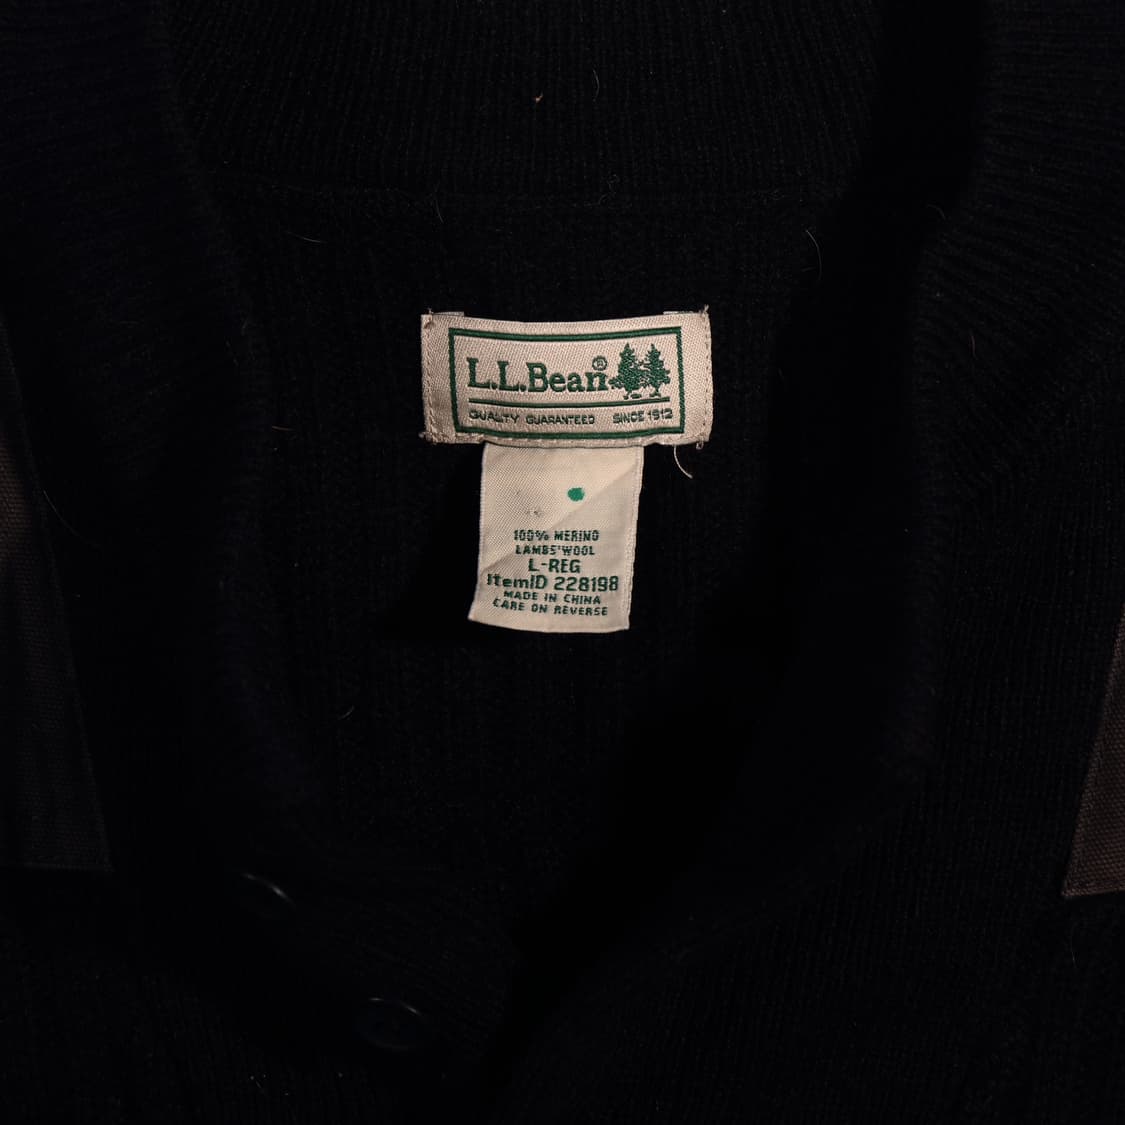 L.L.Bean®
QUALITY GUARANTEED SINCE 1912
100% MERINO
LAMBS'WOOL
L-REG
ItemID 228198
MADE IN CHINA
CARE ON REVERSE